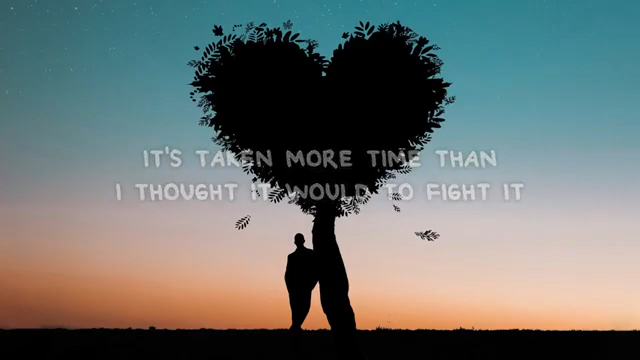 IT'S TAKEN MORE TIME THAN
I THOUGHT IT WOULD TO FIGHT IT